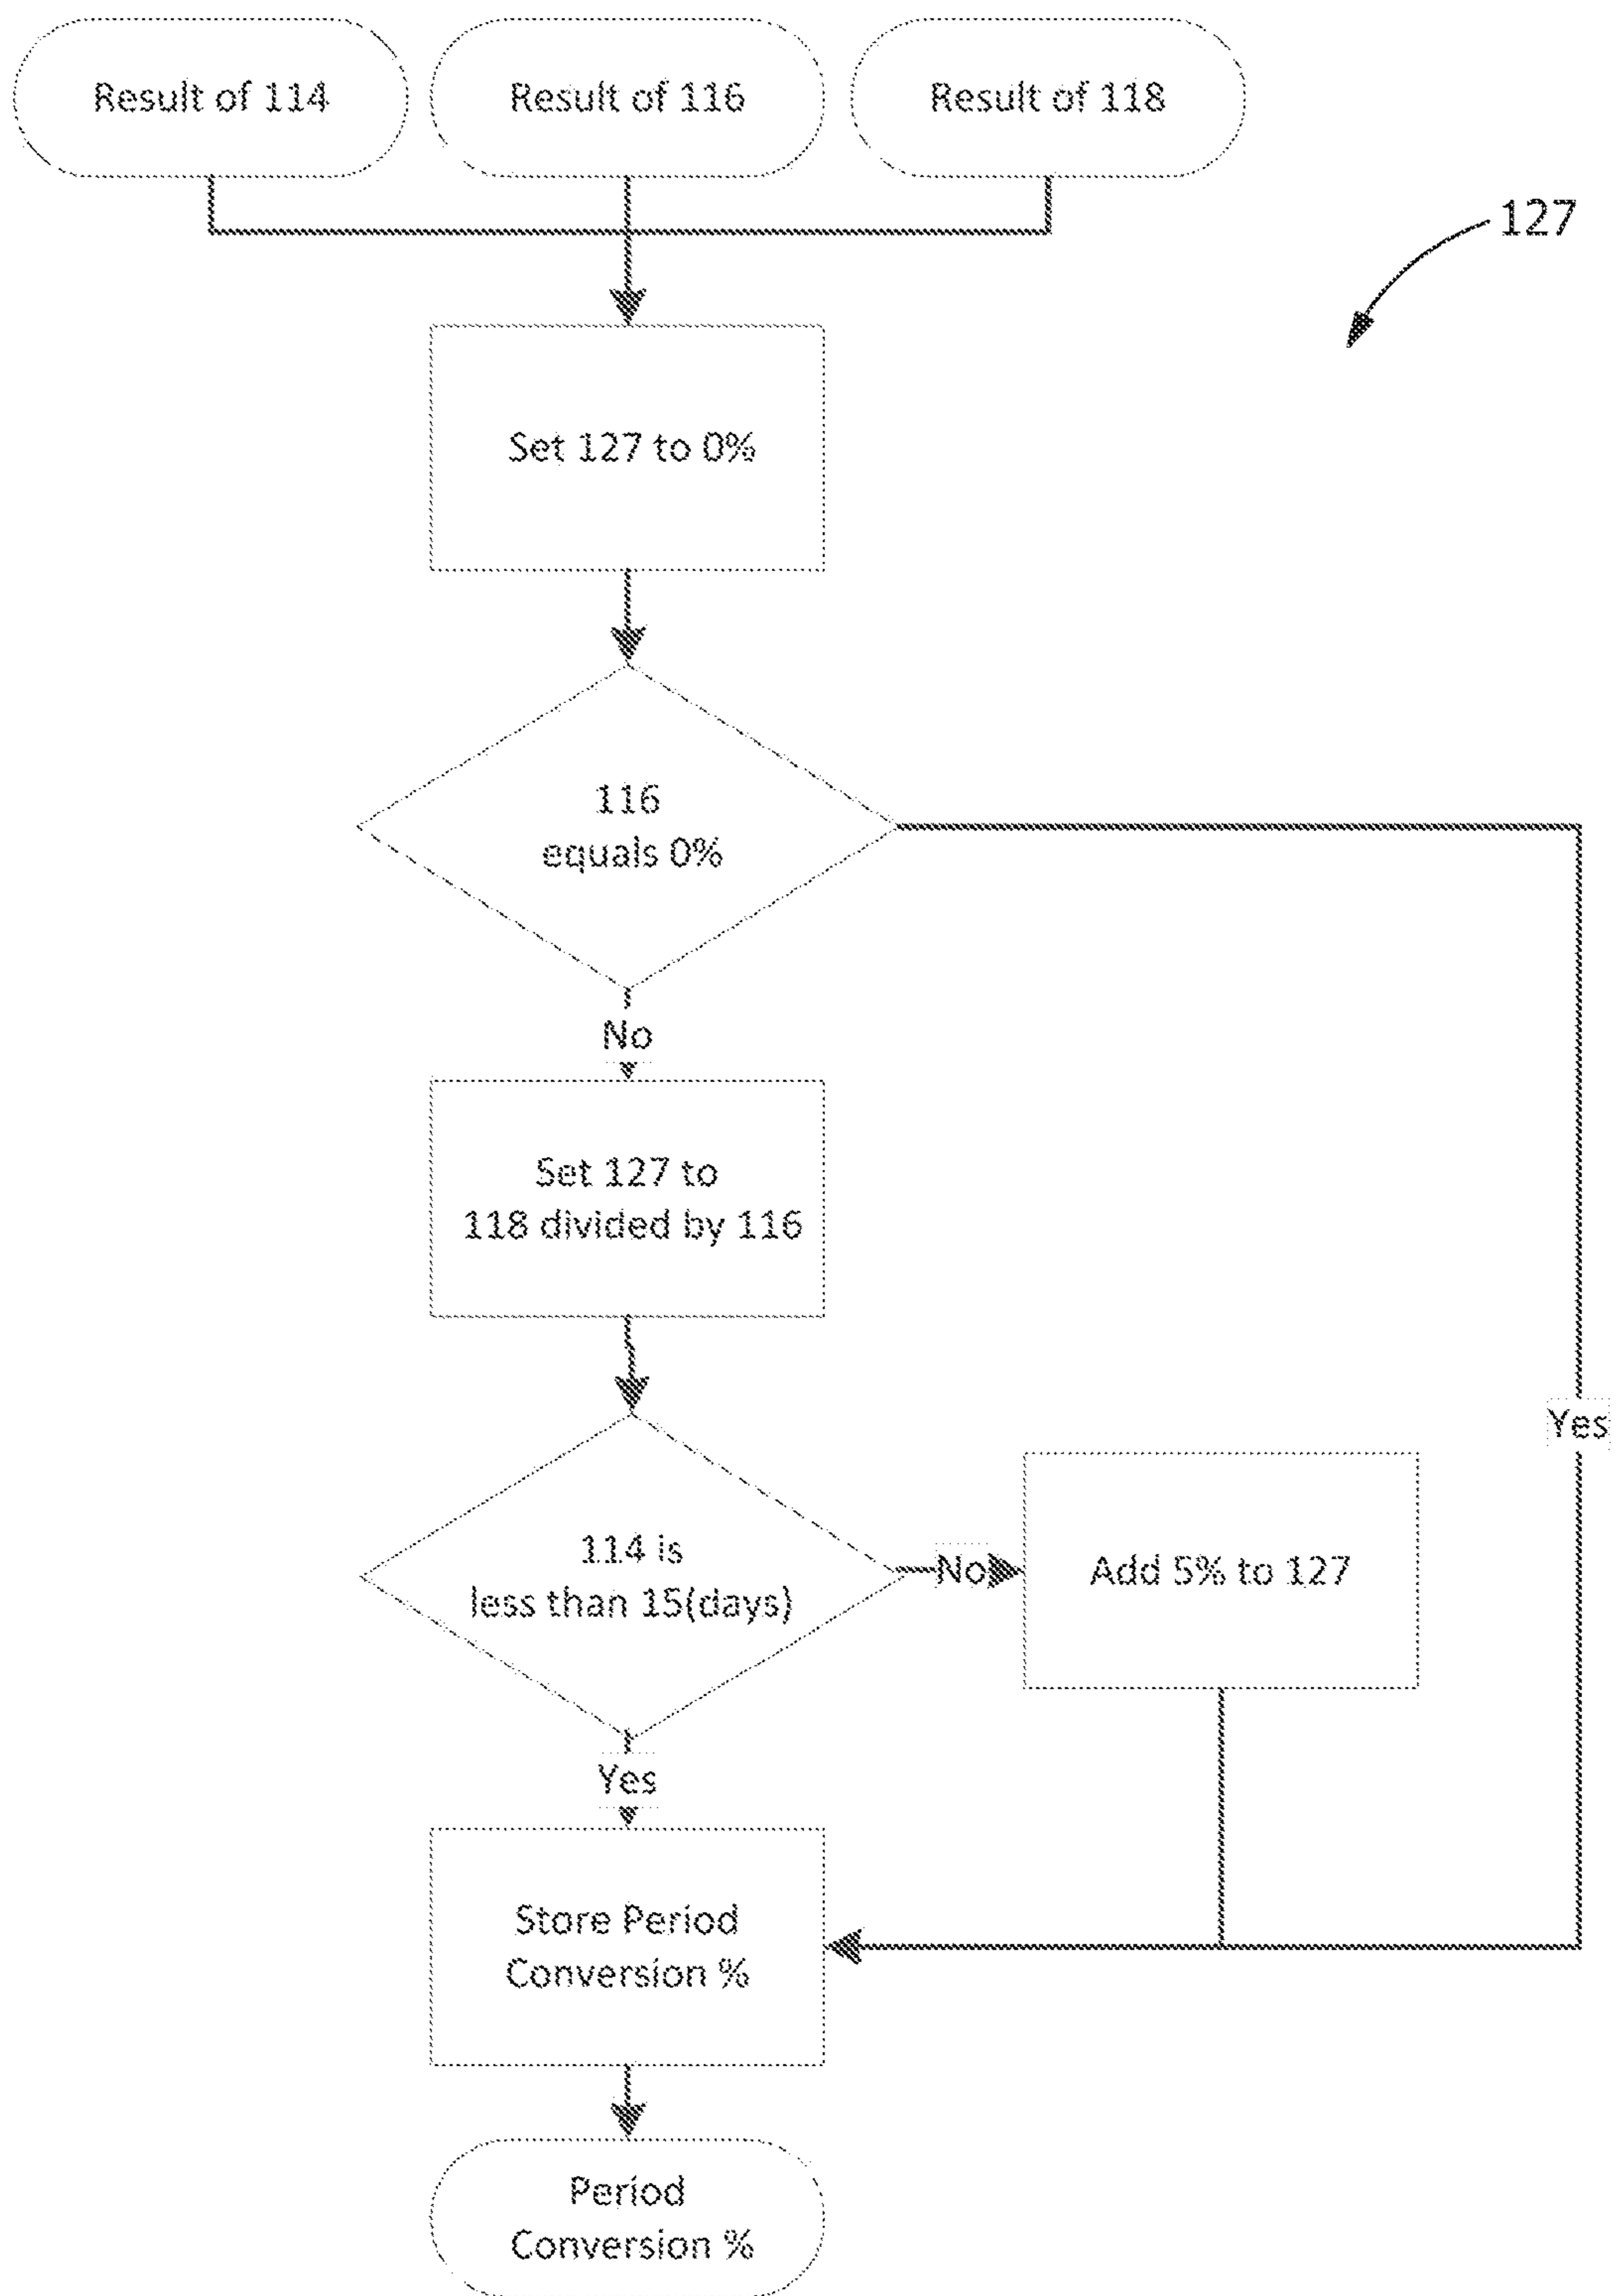 Result of 114
Result of 116
Result of 118
127
Set 127 to 0%
116
equals 0%
No
Set 127 to
118 divided by 116
Yes
114 is
less than 15(days)
No
Add 5% to 127
Yes
Store Period
Conversion %
Period
Conversion %